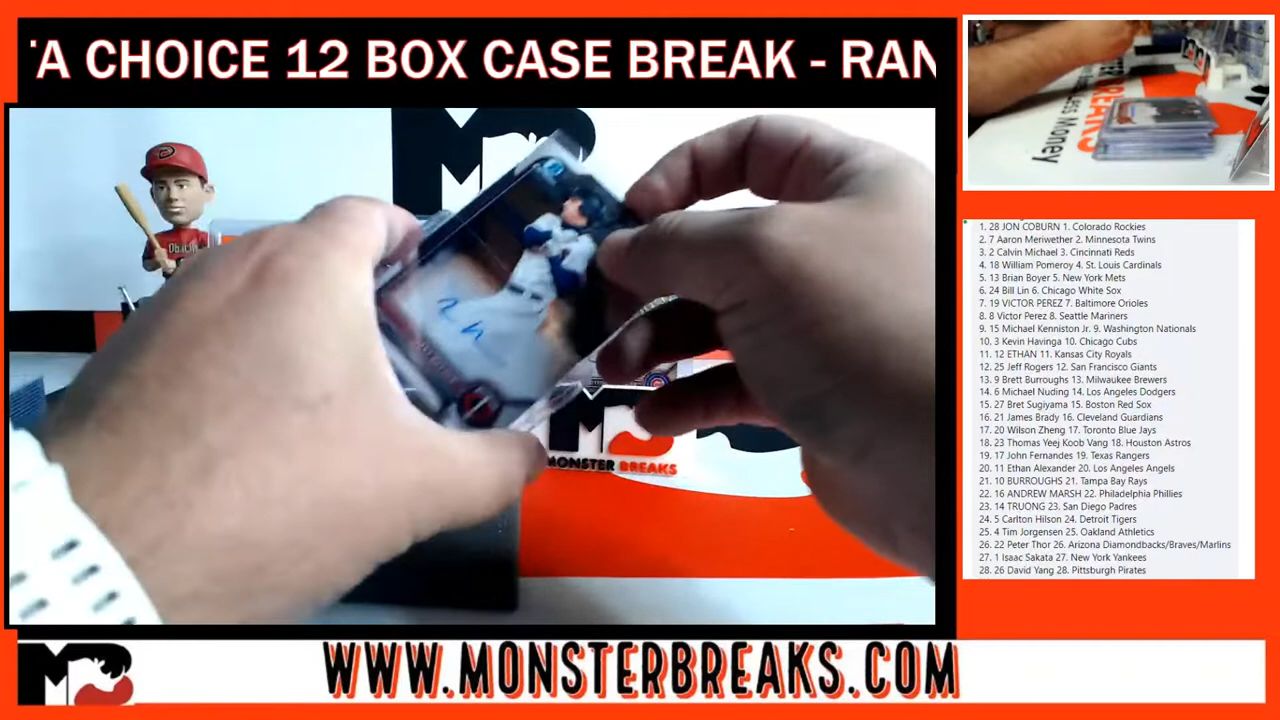 'A CHOICE 12 BOX CASE BREAK - RAN
1. 28 JON COBURN 1. Colorado Rockies
2. 7 Aaron Meriwether 2. Minnesota Twins
3. 2 Calvin Michael 3. Cincinnati Reds
4. 18 William Pomeroy 4. St. Louis Cardinals
5. 13 Brian Boyer 5. New York Mets
6. 24 Bill Lin 6. Chicago White Sox
7. 19 VICTOR PEREZ 7. Baltimore Orioles
8. 8 Victor Perez 8. Seattle Mariners
9. 15 Michael Kenniston Jr. 9. Washington Nationals
10. 3 Kevin Havinga 10. Chicago Cubs
11. 12 ETHAN 11. Kansas City Royals
12. 25 Jeff Rogers 12. San Francisco Giants
13. 9 Brett Burroughs 13. Milwaukee Brewers
14. 6 Michael Nuding 14. Los Angeles Dodgers
15. 27 Bret Sugiyama 15. Boston Red Sox
16. 21 James Brady 16. Cleveland Guardians
17. 20 Wilson Zheng 17. Toronto Blue Jays
18. 23 Thomas Yeej Koob Vang 18. Houston Astros
19. 17 John Fernandes 19. Texas Rangers
20. 11 Ethan Alexander 20. Los Angeles Angels
21. 10 BURROUGHS 21. Tampa Bay Rays
22. 16 ANDREW MARSH 22. Philadelphia Phillies
23. 14 TRUONG 23. San Diego Padres
24. 5 Carlton Hilson 24. Detroit Tigers
25. 4 Tim Jorgensen 25. Oakland Athletics
26. 22 Peter Thor 26. Arizona Diamondbacks/Braves/Marlins
27. 1 Isaac Sakata 27. New York Yankees
28. 26 David Yang 28. Pittsburgh Pirates
MONSTER BREAKS
Less Money
WWW.MONSTERBREAKS.COM